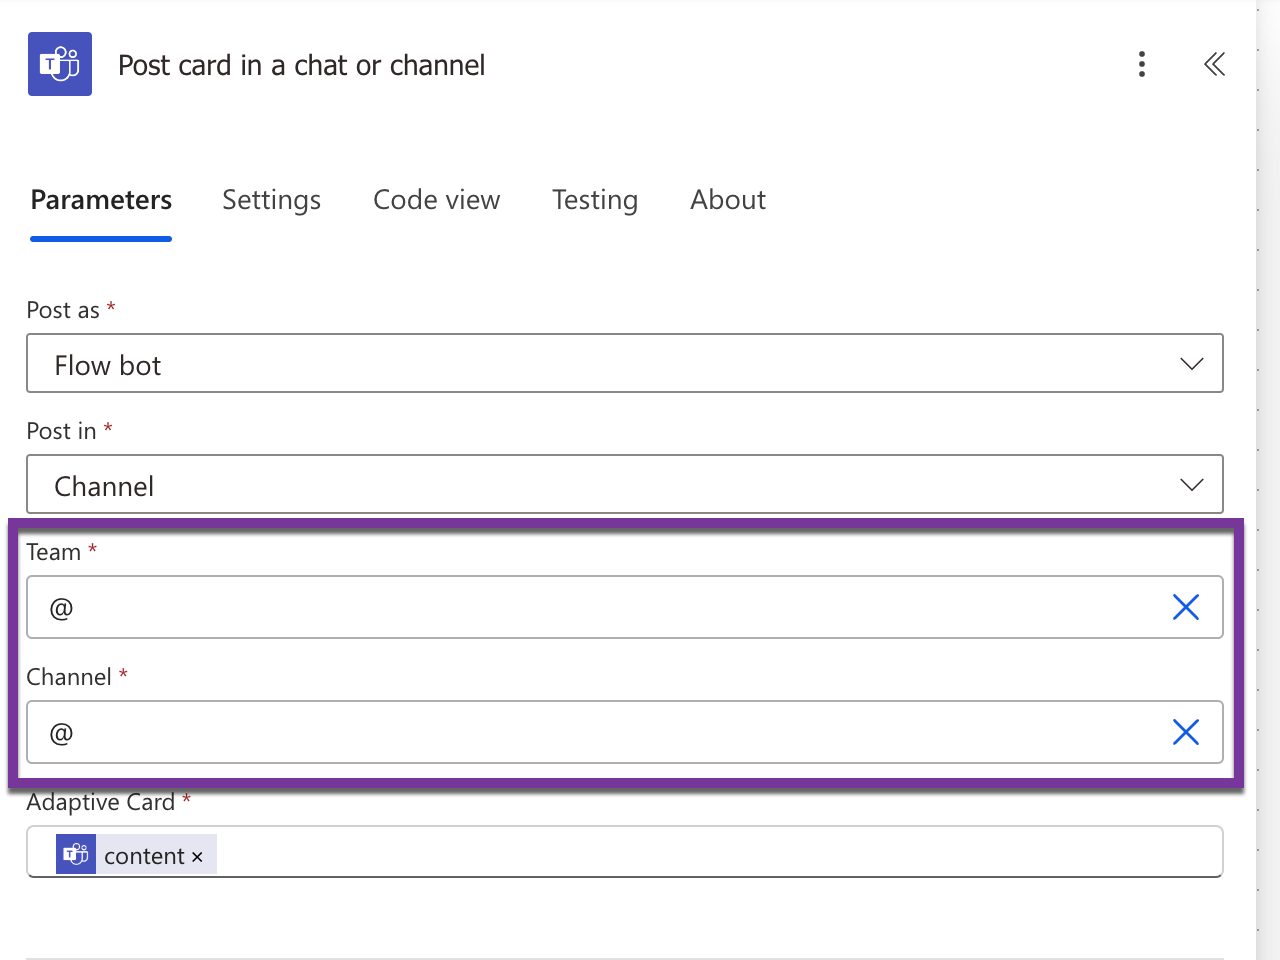 Post card in a chat or channel
Parameters Settings Code view Testing About
Post as *
Flow bot
Post in *
Channel
Team *
@
Channel *
@
Adaptive Card *
content ×